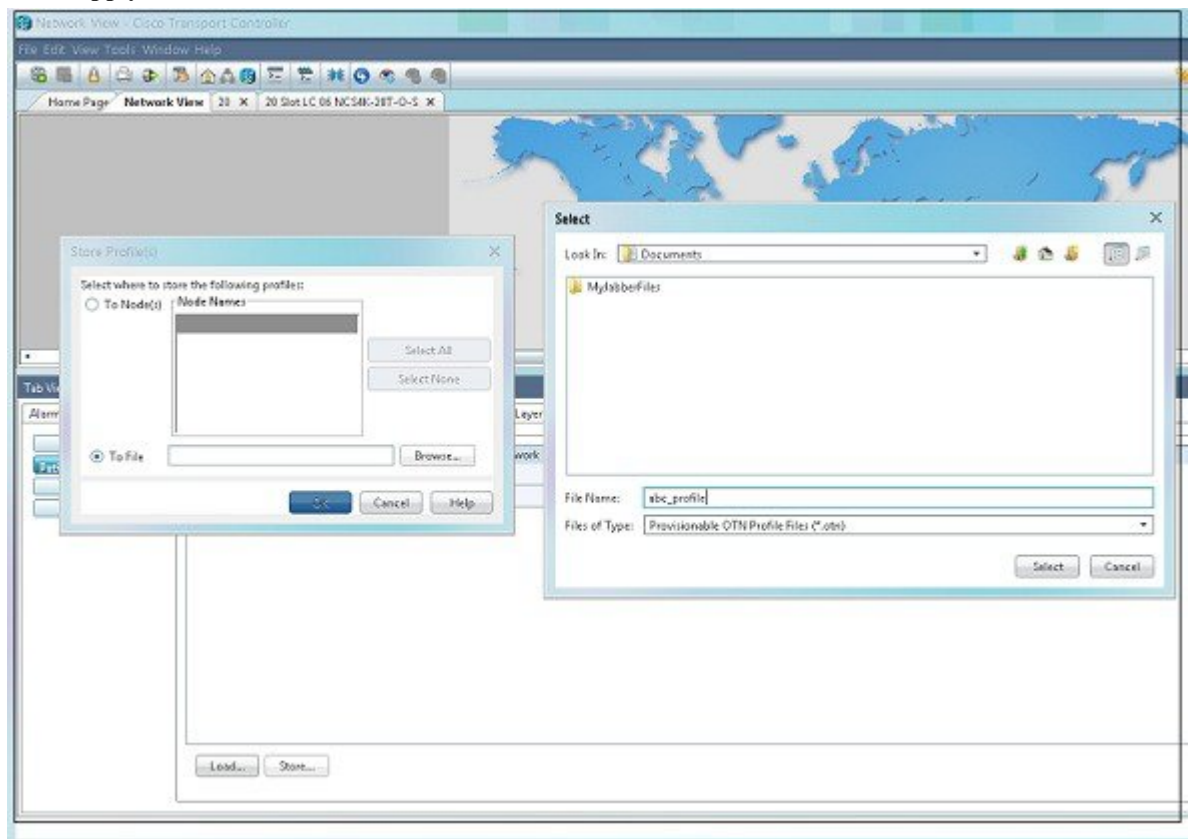 Network View - Cisco Transport Controller
File Edit View Tools Window Help
Home Page Network View 20 X 20 Slot LC 06 NCS4K-20T-O-S X
Store Profile(s)
Select where to store the following profiles:
To Node(s)
Node Names
Select All
Select None
To File
Browse...
OK Cancel Help
Select
Look In: Documents
MyJabberFiles
File Name: abc_profile
Files of Type: Provisionable OTN Profile Files (*.otn)
Select Cancel
Tab Vie
Alarm
Layer
work
Load... Store...